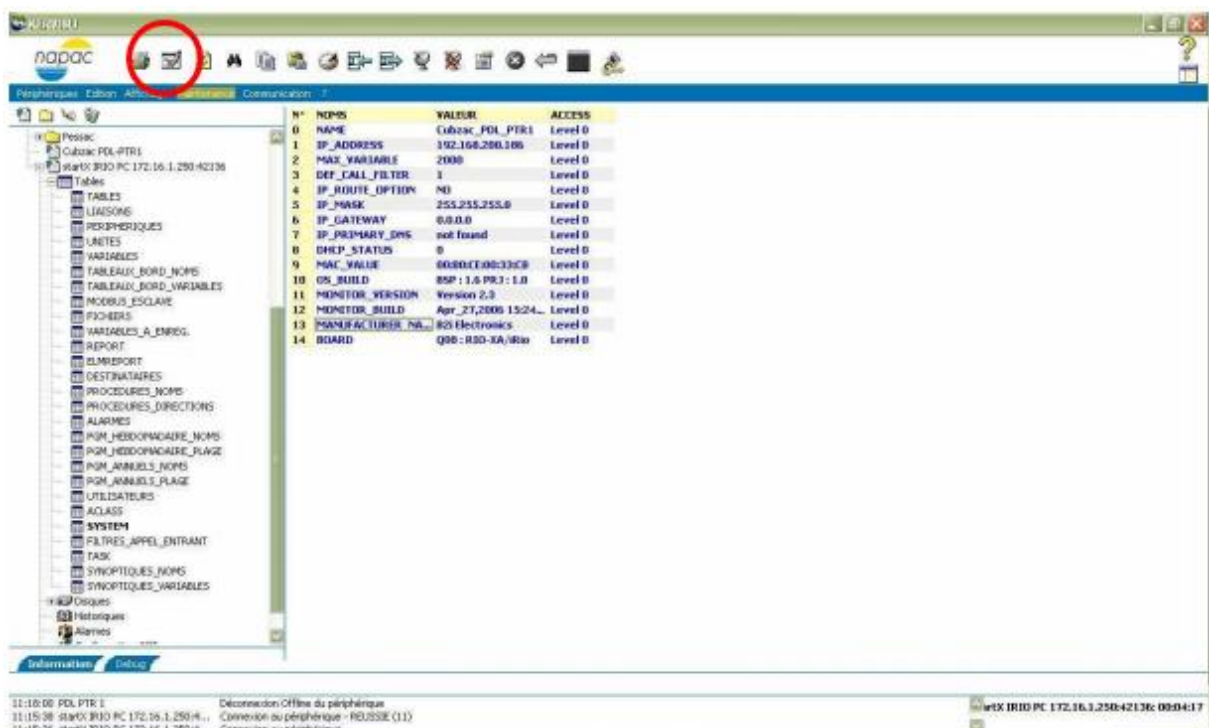 napac
Périphériques Edition Communication ?
Pessac
Cubzac PDL-PTR1
startX IRIO PC 172.16.1.250:42136
Tables
TABLES
LIAISONS
PERIPHERIQUES
UNITES
VARIABLES
TABLEAUX_BORD_NOMS
TABLEAUX_BORD_VARIABLES
MODBUS_ESCLAVE
FICHIERS
VARIABLES_A_ENREG.
REPORT
ELMREPORT
DESTINATAIRES
PROCEDURES_NOMS
PROCEDURES_DIRECTIONS
ALARMES
PGM_HEBDOMADAIRE_NOMS
PGM_HEBDOMADAIRE_PLAGE
PGM_ANNUELS_NOMS
PGM_ANNUELS_PLAGE
UTILISATEURS
ACLASS
SYSTEM
FILTRES_APPEL_ENTRANT
TASK
SYNOPTIQUES_NOMS
SYNOPTIQUES_VARIABLES
Disques
Historiques
Alarmes
N° NOMS VALEUR ACCESS
0 NAME Cubzac_PDL_PTR1 Level 0
1 IP_ADDRESS 192.168.200.186 Level 0
2 MAX_VARIABLE 2000 Level 0
3 DEF_CALL_FILTER 1 Level 0
4 IP_ROUTE_OPTION NO Level 0
5 IP_MASK 255.255.255.0 Level 0
6 IP_GATEWAY 0.0.0.0 Level 0
7 IP_PRIMARY_DNS not found Level 0
8 DHCP_STATUS 0 Level 0
9 MAC_VALUE 00:80:CE:00:33:C8 Level 0
10 OS_BUILD BSP : 1.6 PRJ : 1.0 Level 0
11 MONITOR_VERSION Version 2.3 Level 0
12 MONITOR_BUILD Apr_27,2006 15:24... Level 0
13 MANUFACTURER_NA... Electronics Level 0
14 BOARD Q08 : RIO-XA/iRio Level 0
Information Debug
11:18:00 PDL PTR 1 Déconnexion Offline du périphérique
11:15:38 startX IRIO PC 172.16.1.250:4... Connexion au périphérique - REUSSIE (11)
artX IRIO PC 172.16.1.250:42136: 00:04:17